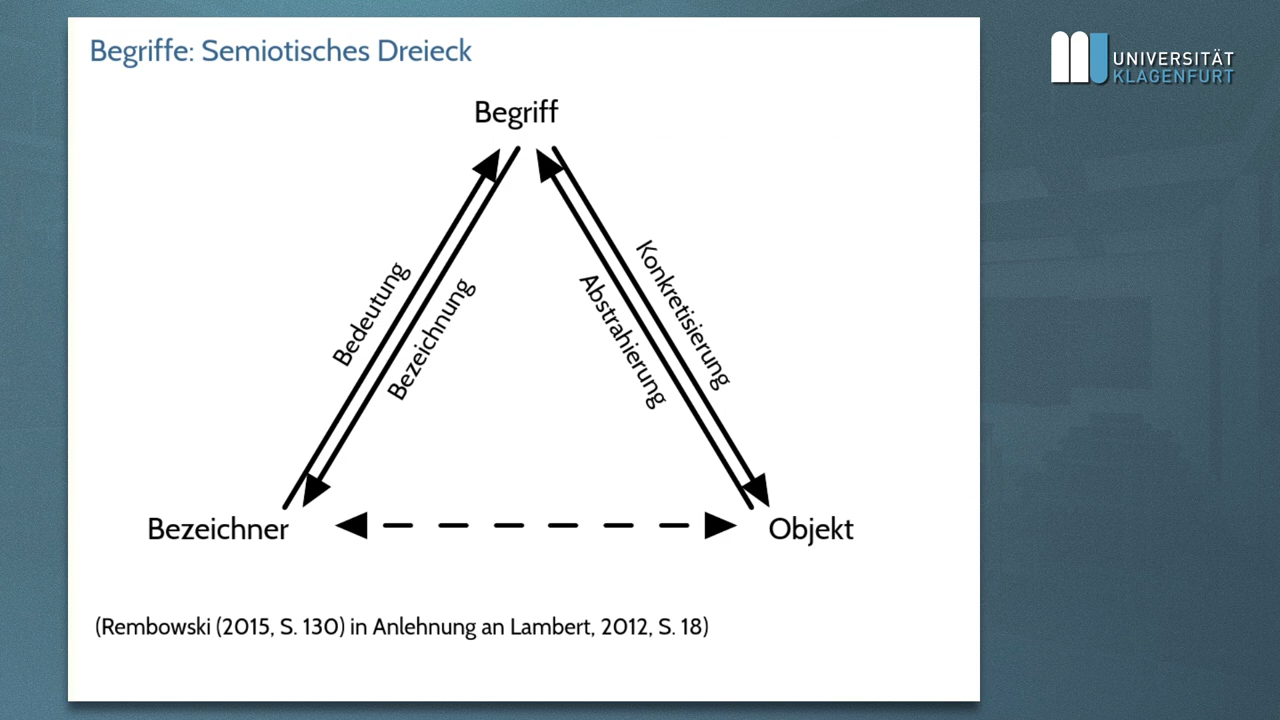 Begriffe: Semiotisches Dreieck
UNIVERSITÄT
KLAGENFURT
Begriff
Bedeutung
Bezeichnung
Abstrahierung
Konkretisierung
Bezeichner
Objekt
(Rembowski (2015, S. 130) in Anlehnung an Lambert, 2012, S. 18)